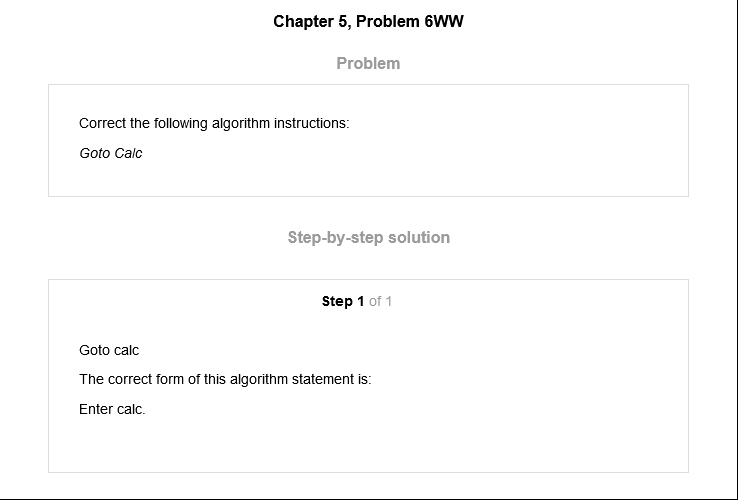 Chapter 5, Problem 6WW
Problem
Correct the following algorithm instructions:
Goto Calc
Step-by-step solution
Step 1 of 1
Goto calc
The correct form of this algorithm statement is:
Enter calc.